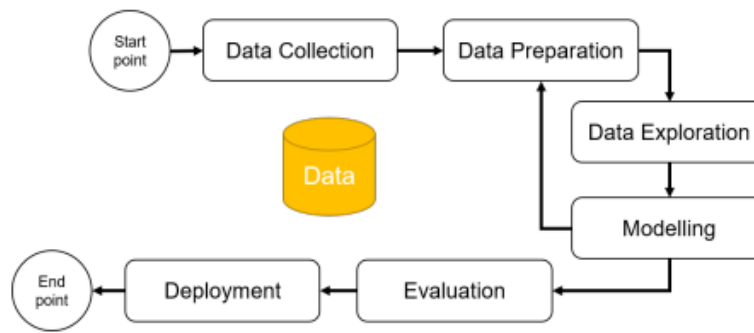 Start
point
Data Collection
Data Preparation
Data Exploration
Data
Modelling
End
point
Deployment
Evaluation